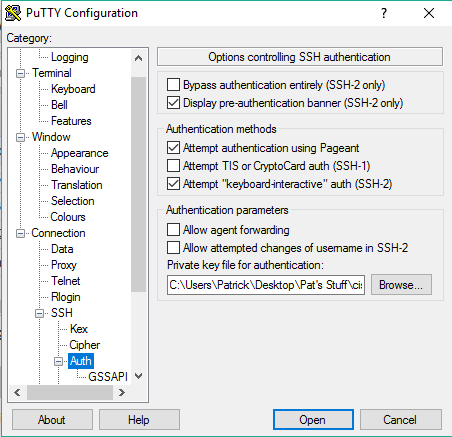 PuTTY Configuration
?
Category:
Logging
Terminal
Keyboard
Bell
Features
Window
Appearance
Behaviour
Translation
Selection
Colours
Connection
Data
Proxy
Telnet
Rlogin
SSH
Kex
Cipher
Auth
GSSAPI
Options controlling SSH authentication
Bypass authentication entirely (SSH-2 only)
Display pre-authentication banner (SSH-2 only)
Authentication methods
Attempt authentication using Pageant
Attempt TIS or CryptoCard auth (SSH-1)
Attempt "keyboard-interactive" auth (SSH-2)
Authentication parameters
Allow agent forwarding
Allow attempted changes of username in SSH-2
Private key file for authentication:
C:\Users\Patrick\Desktop\Pat's Stuff\cis
Browse...
About
Help
Open
Cancel